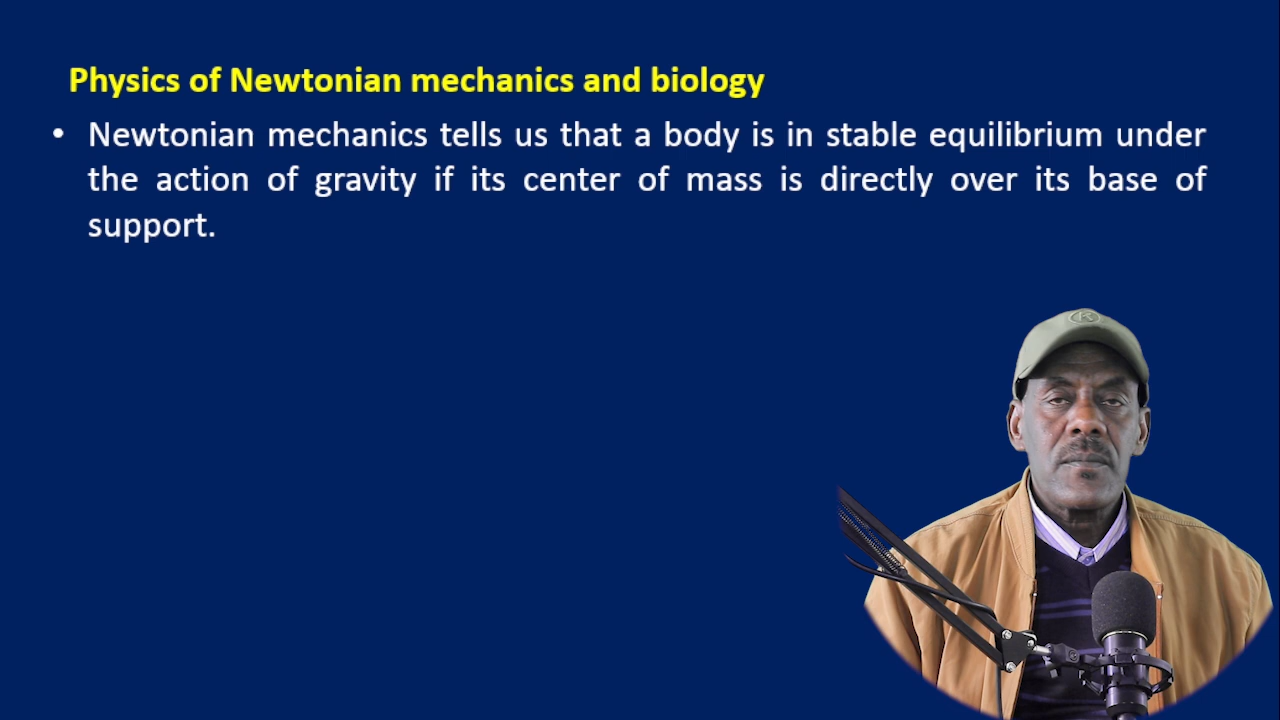 Physics of Newtonian mechanics and biology
• Newtonian mechanics tells us that a body is in stable equilibrium under
the action of gravity if its center of mass is directly over its base of
support.